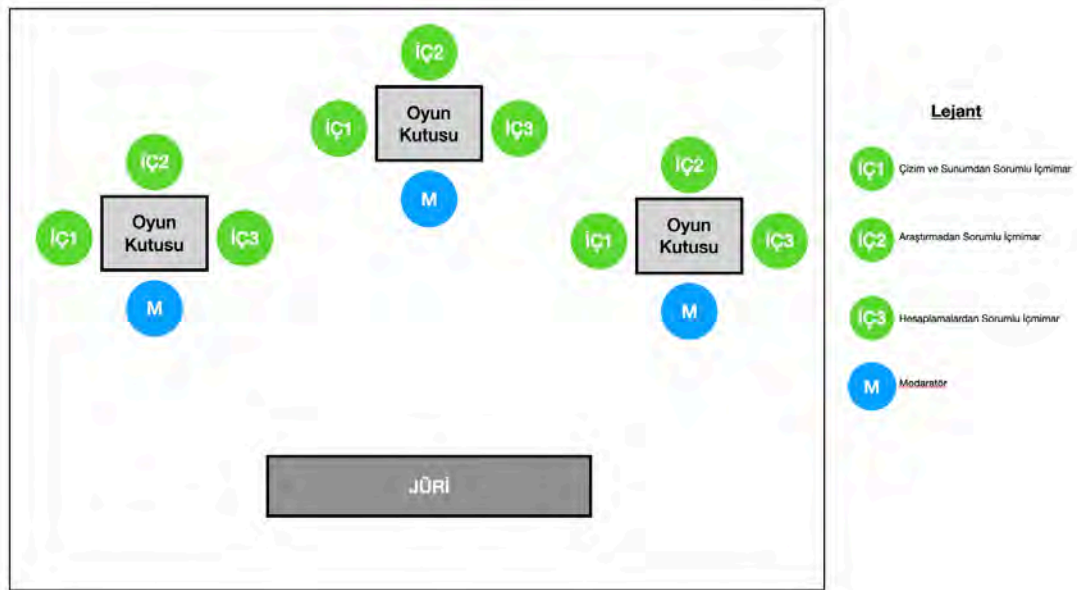 İÇ2
İÇ1
Oyun
Kutusu
İÇ3
M
İÇ2
İÇ1
Oyun
Kutusu
İÇ3
M
İÇ2
İÇ1
Oyun
Kutusu
İÇ3
M
JÜRİ
Lejant
İÇ1 Çizim ve Sunumdan Sorumlu İçmimar
İÇ2 Araştırmadan Sorumlu İçmimar
İÇ3 Hesaplamalardan Sorumlu İçmimar
M Modaratör